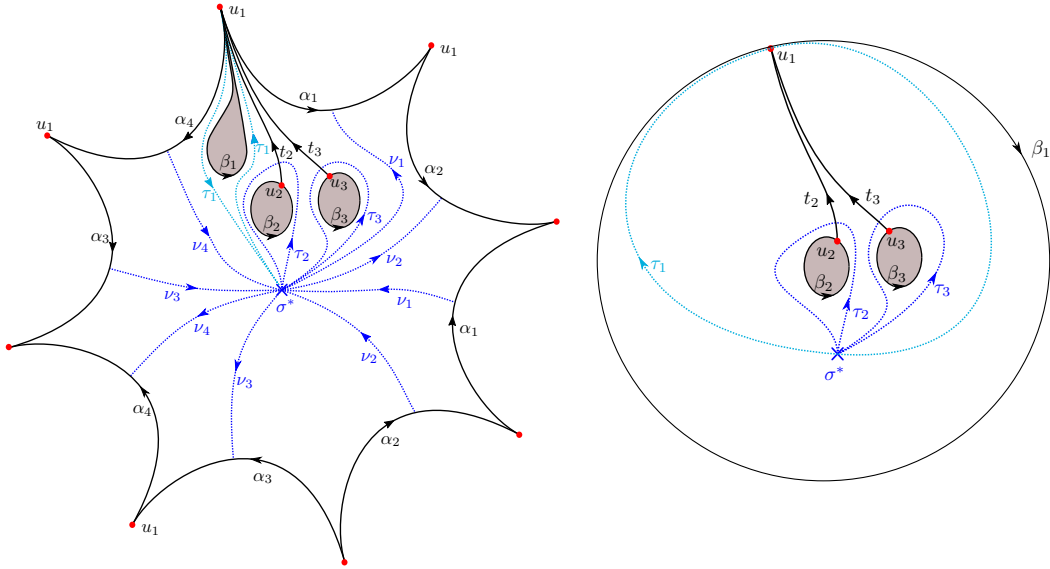 u₁
u₁
α₁
α₄
u₁
β₁
τ₁
t₂
t₃
ν₁
α₂
τ₁
u₂
u₃
β₂
β₃
τ₃
α₃
ν₄
τ₂
ν₂
ν₃
σ*
ν₁
ν₄
ν₂
α₁
ν₃
α₄
α₂
α₃
u₁
u₁
β₁
t₂
t₃
u₂
u₃
τ₁
β₂
β₃
τ₃
τ₂
σ*